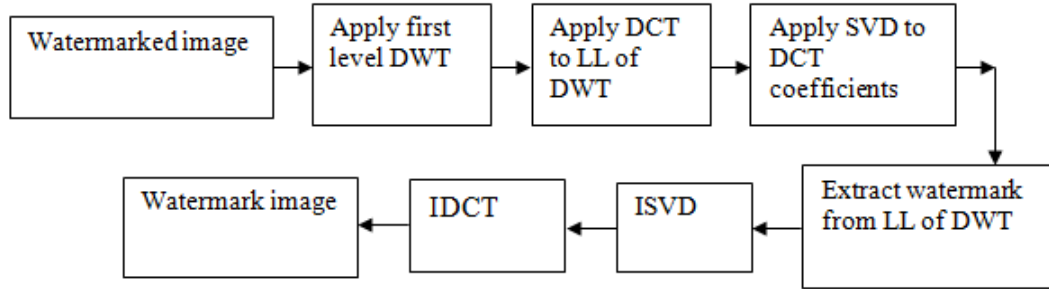 Watermarked image
Apply first
level DWT
Apply DCT
to LL of
DWT
Apply SVD to
DCT
coefficients
Extract watermark
from LL of DWT
ISVD
IDCT
Watermark image